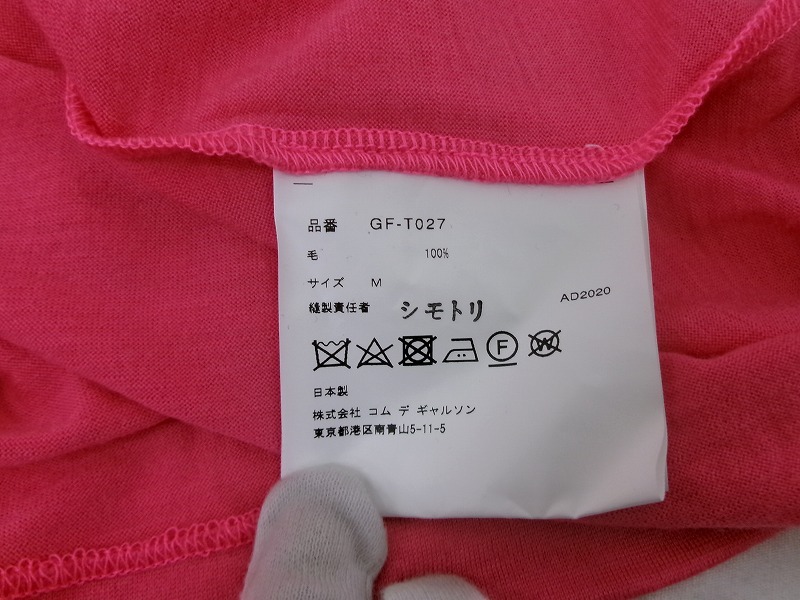 品番 GF-T027
毛 100%
サイズ M
AD2020
縫製責任者 シモトリ
F W
日本製
株式会社 コム デ ギャルソン
東京都港区南青山5-11-5